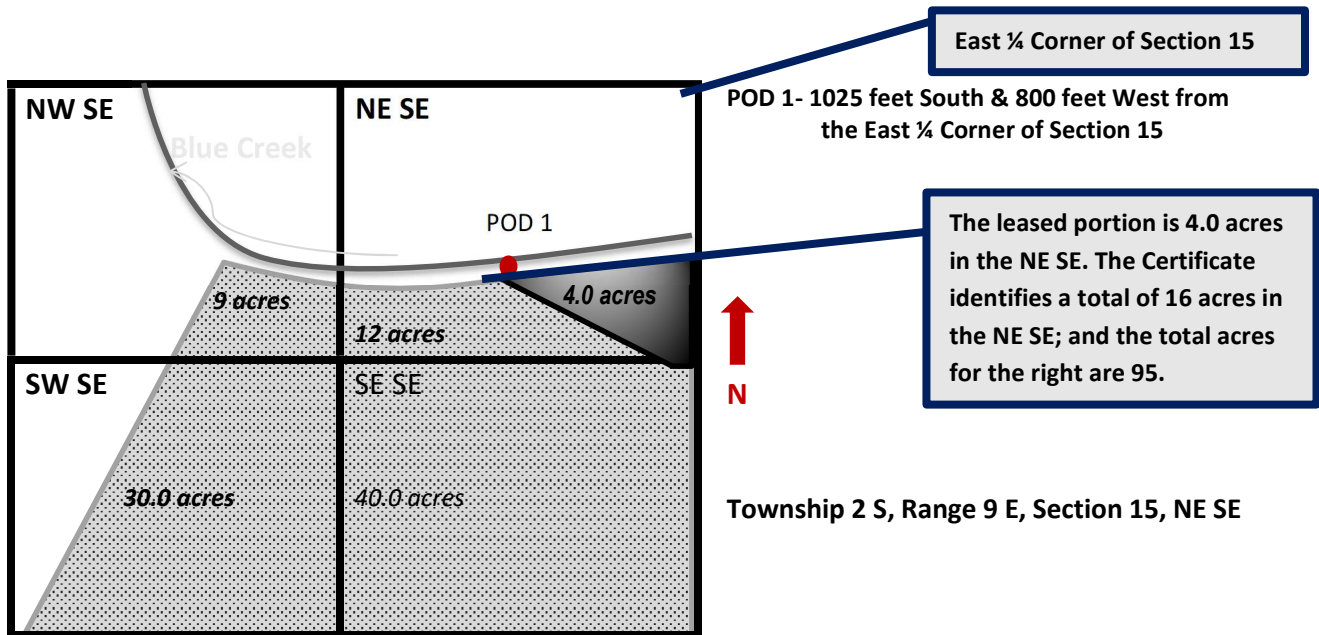 East ¼ Corner of Section 15
POD 1- 1025 feet South & 800 feet West from
the East ¼ Corner of Section 15
NW SE
NE SE
Blue Creek
POD 1
9 acres
4.0 acres
12 acres
The leased portion is 4.0 acres
in the NE SE. The Certificate
identifies a total of 16 acres in
the NE SE; and the total acres
for the right are 95.
N
SW SE
SE SE
30.0 acres
40.0 acres
Township 2 S, Range 9 E, Section 15, NE SE